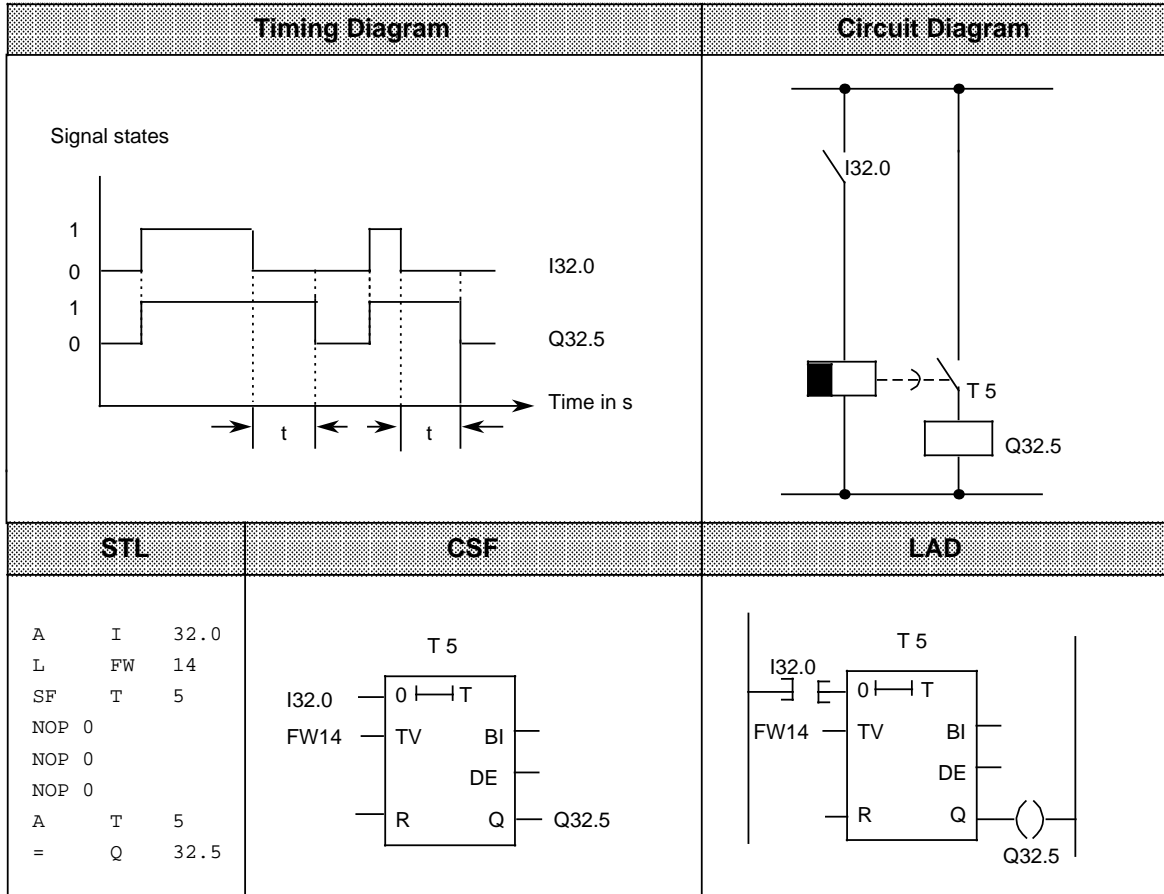 Timing Diagram
Circuit Diagram
Signal states
1
0
I32.0
1
0
Q32.5
Time in s
t
t
I32.0
T 5
Q32.5
STL
CSF
LAD
A I 32.0
L FW 14
SF T 5
NOP 0
NOP 0
NOP 0
A T 5
= Q 32.5
T 5
I32.0
0 T
FW14
TV BI
DE
R Q
Q32.5
T 5
I32.0
0 T
FW14
TV BI
DE
R Q
Q32.5